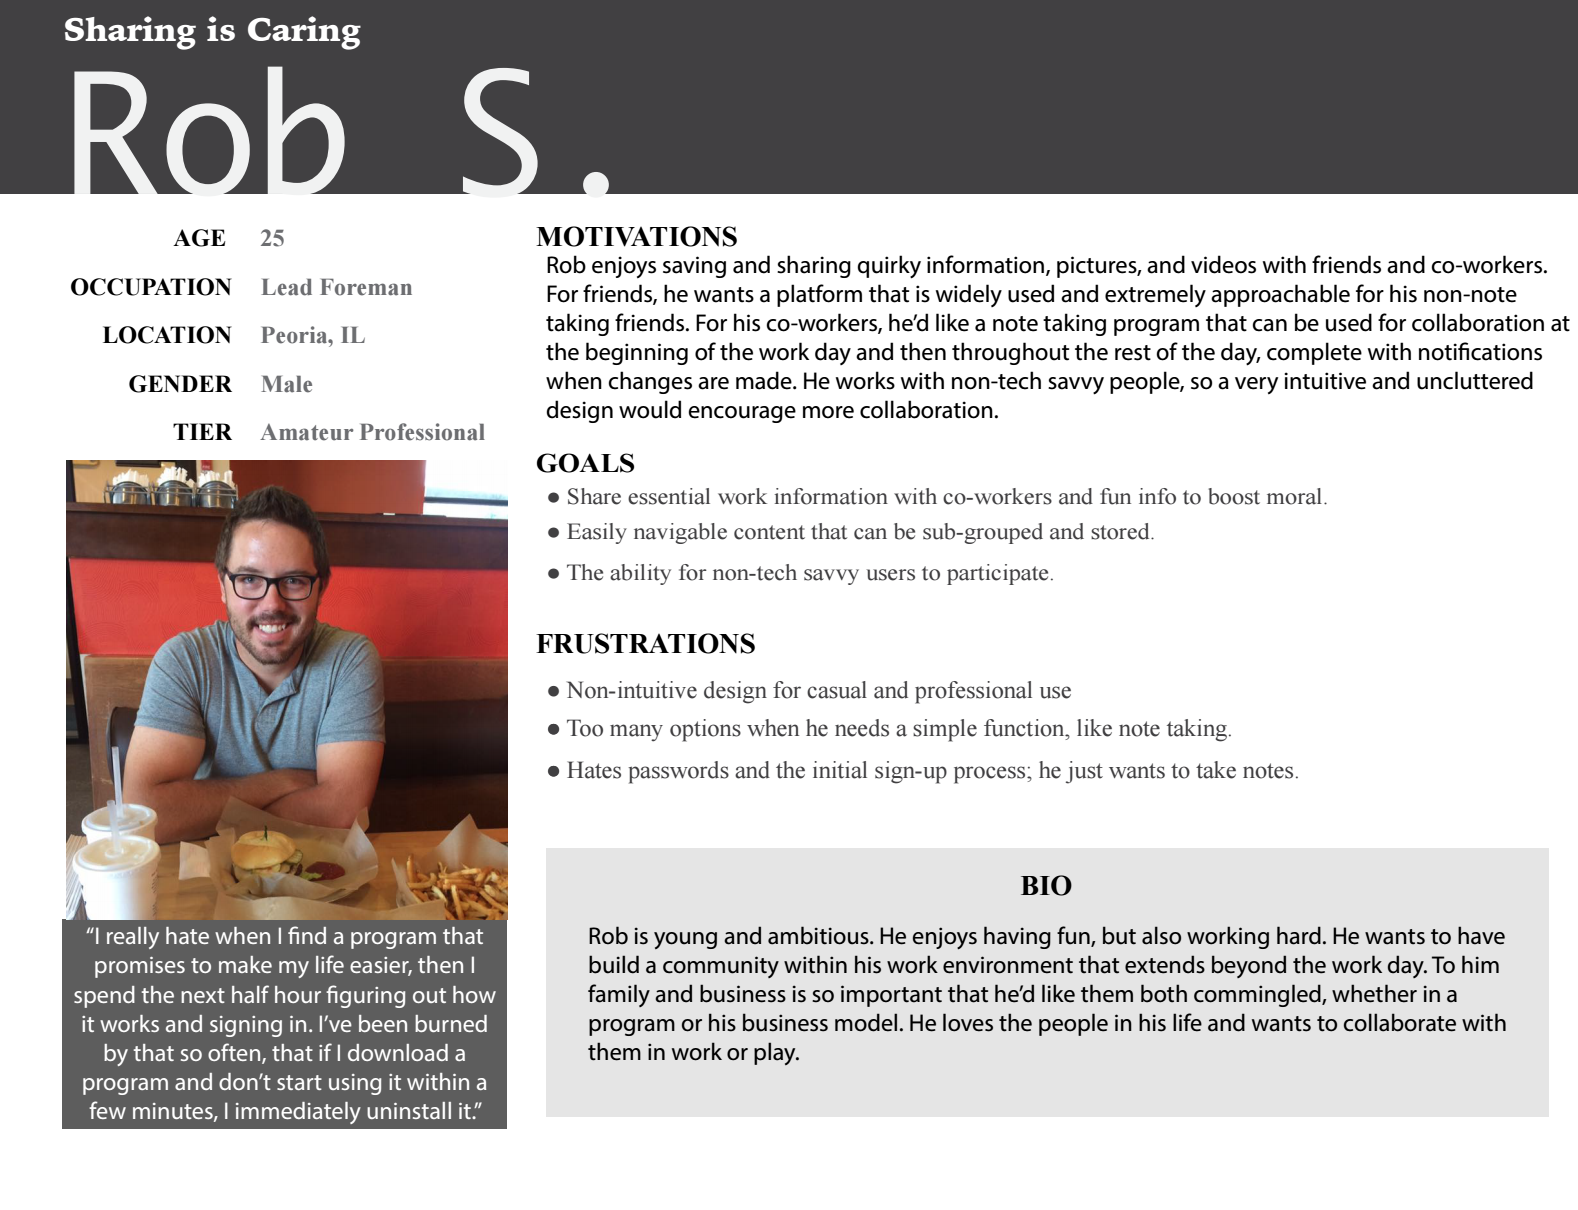 Sharing is Caring
Rob S.
AGE 25
OCCUPATION Lead Foreman
LOCATION Peoria, IL
GENDER Male
TIER Amateur Professional
“I really hate when I find a program that
promises to make my life easier, then I
spend the next half hour figuring out how
it works and signing in. I’ve been burned
by that so often, that if I download a
program and don’t start using it within a
few minutes, I immediately uninstall it.”
MOTIVATIONS
Rob enjoys saving and sharing quirky information, pictures, and videos with friends and co-workers.
For friends, he wants a platform that is widely used and extremely approachable for his non-note
taking friends. For his co-workers, he’d like a note taking program that can be used for collaboration at
the beginning of the work day and then throughout the rest of the day, complete with notifications
when changes are made. He works with non-tech savvy people, so a very intuitive and uncluttered
design would encourage more collaboration.
GOALS
● Share essential work information with co-workers and fun info to boost moral.
● Easily navigable content that can be sub-grouped and stored.
● The ability for non-tech savvy users to participate.
FRUSTRATIONS
● Non-intuitive design for casual and professional use
● Too many options when he needs a simple function, like note taking.
● Hates passwords and the initial sign-up process; he just wants to take notes.
BIO
Rob is young and ambitious. He enjoys having fun, but also working hard. He wants to have
build a community within his work environment that extends beyond the work day. To him
family and business is so important that he’d like them both commingled, whether in a
program or his business model. He loves the people in his life and wants to collaborate with
them in work or play.